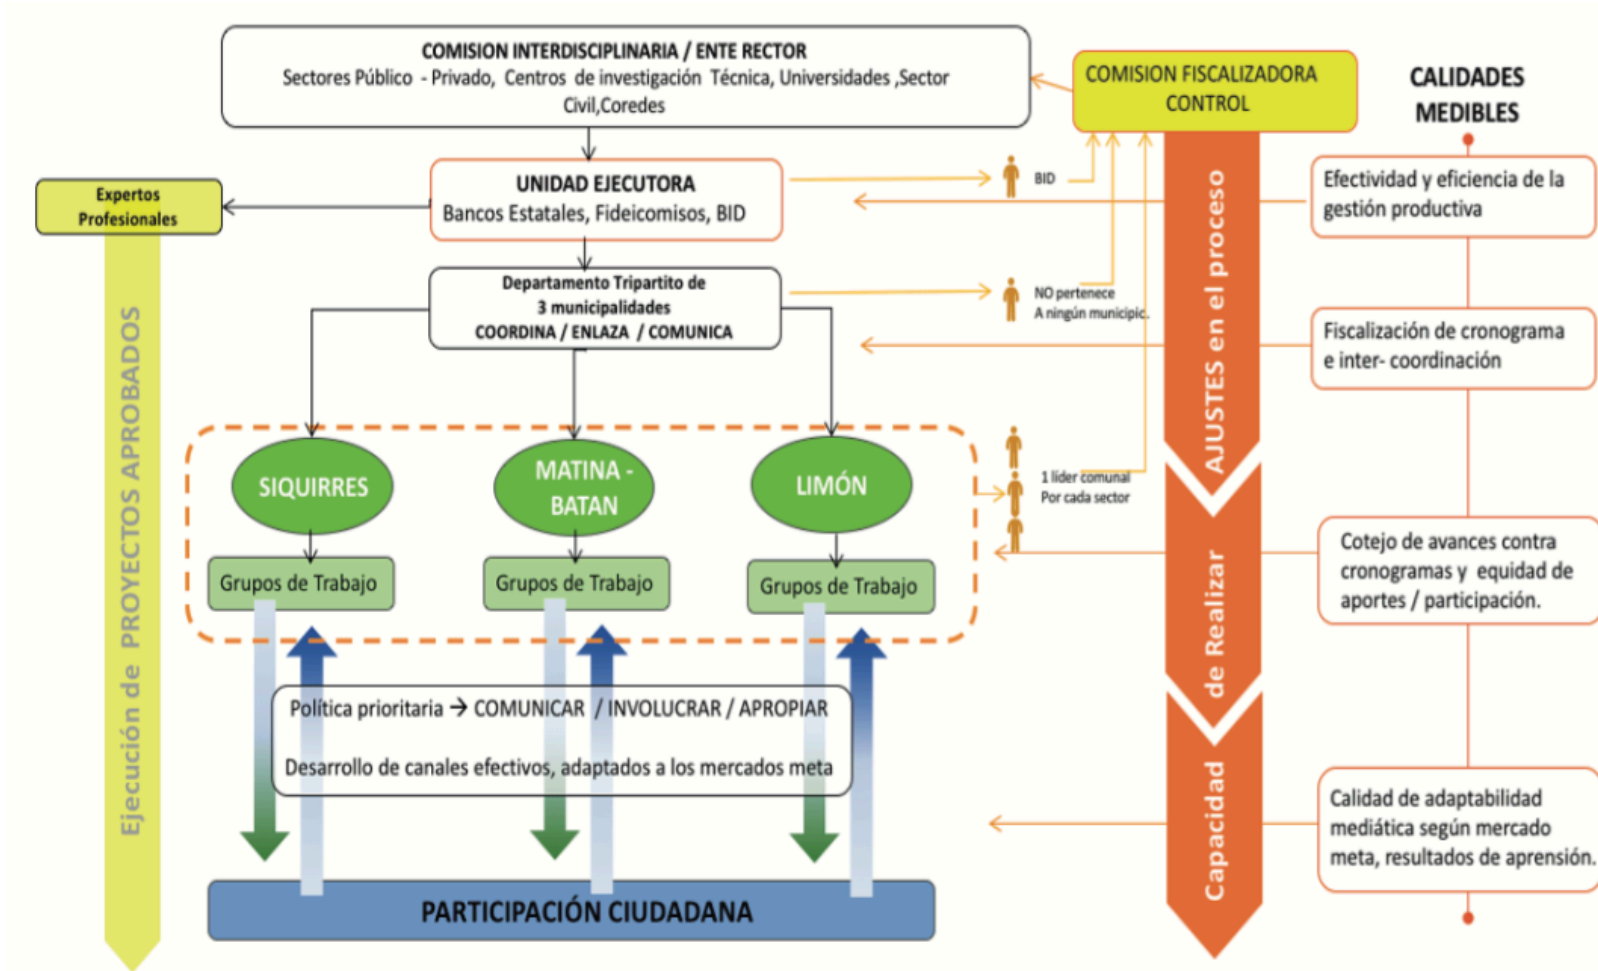 COMISION INTERDISCIPLINARIA / ENTE RECTOR
Sectores Público - Privado, Centros de investigación Técnica, Universidades ,Sector
Civil,Coredes
COMISION FISCALIZADORA
CONTROL
CALIDADES
MEDIBLES
Expertos
Profesionales
UNIDAD EJECUTORA
Bancos Estatales, Fideicomisos, BID
BID
Efectividad y eficiencia de la
gestión productiva
Departamento Tripartito de
3 municipalidades
COORDINA / ENLAZA / COMUNICA
NO pertenece
A ningún municipic.
Fiscalización de cronograma
e inter- coordinación
SIQUIRRES
MATINA -
BATAN
LIMÓN
1 líder comunal
Por cada sector
Grupos de Trabajo
Grupos de Trabajo
Grupos de Trabajo
Cotejo de avances contra
cronogramas y equidad de
aportes / participación.
Política prioritaria → COMUNICAR / INVOLUCRAR / APROPIAR
Desarrollo de canales efectivos, adaptados a los mercados meta
Calidad de adaptabilidad
mediática según mercado
meta, resultados de aprensión.
PARTICIPACIÓN CIUDADANA
Ejecución de PROYECTOS APROBADOS
Capacidad de Realizar AJUSTES en el proceso